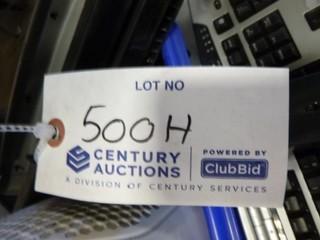 LOT NO
500H
CENTURY AUCTIONS
POWERED BY
ClubBid
A DIVISION OF CENTURY SERVICES